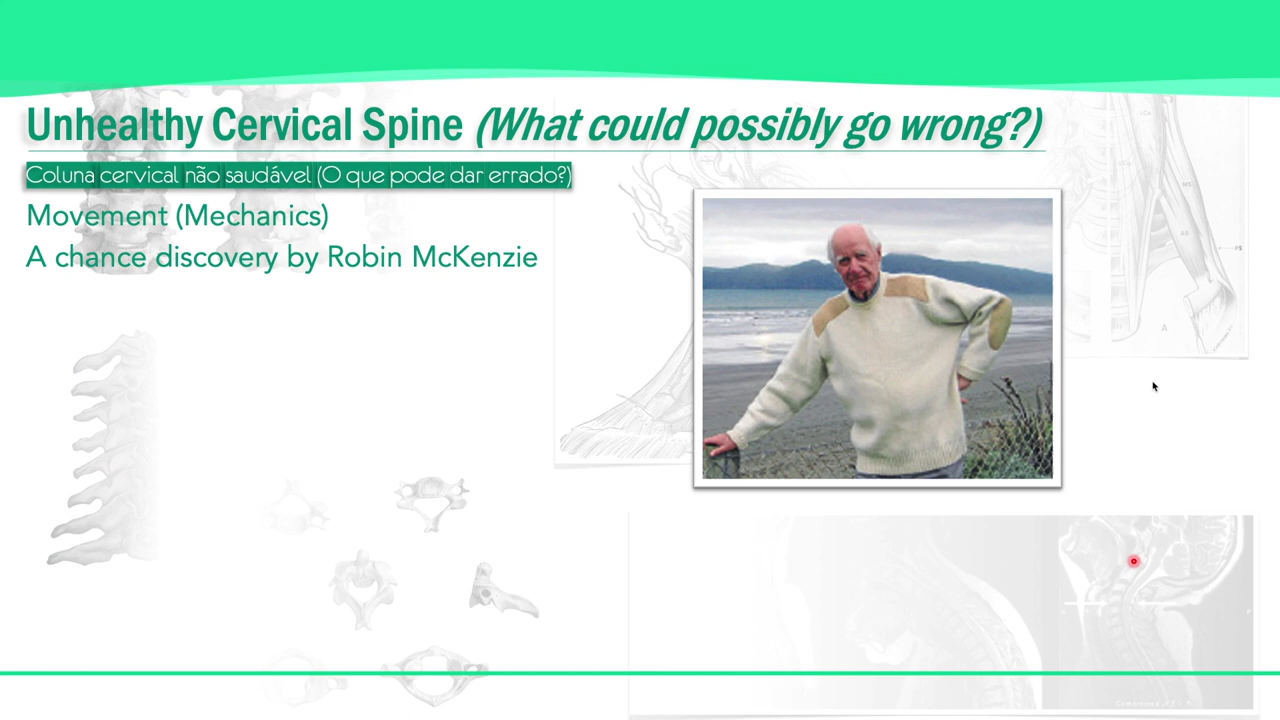 Unhealthy Cervical Spine (What could possibly go wrong?)
Coluna cervical não saudável (O que pode dar errado?)
Movement (Mechanics)
A chance discovery by Robin McKenzie